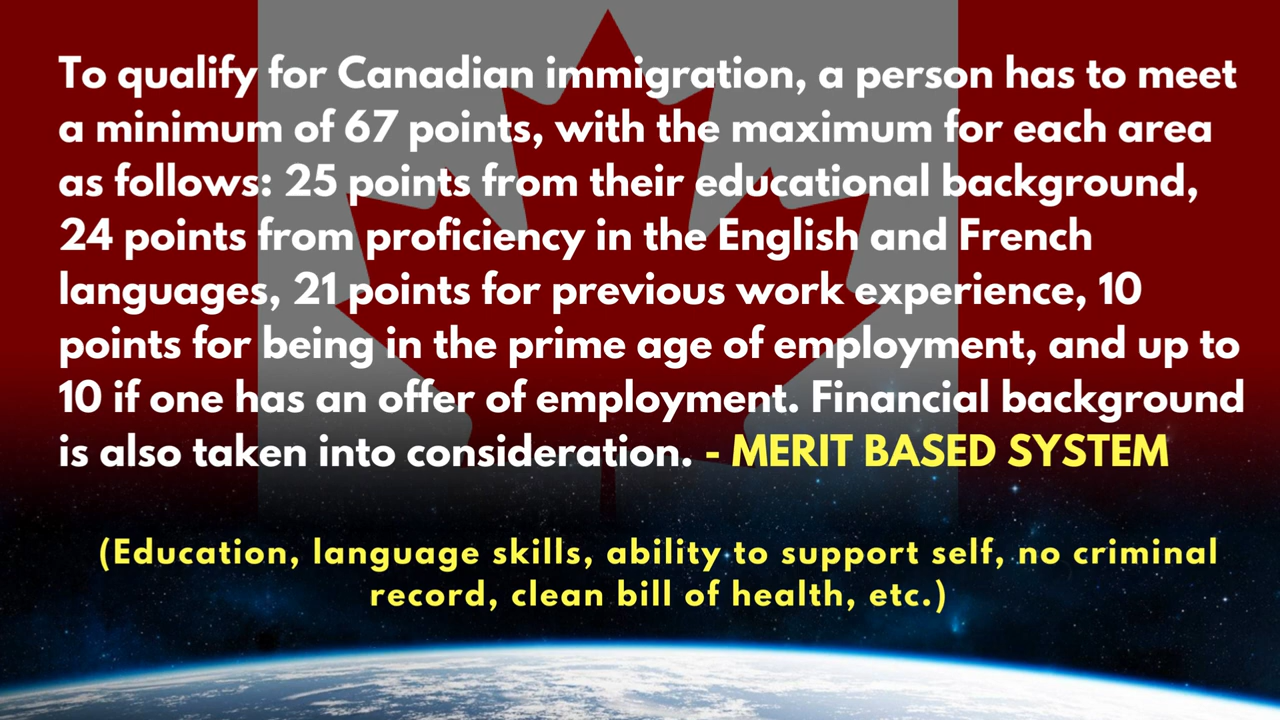 To qualify for Canadian immigration, a person has to meet
a minimum of 67 points, with the maximum for each area
as follows: 25 points from their educational background,
24 points from proficiency in the English and French
languages, 21 points for previous work experience, 10
points for being in the prime age of employment, and up to
10 if one has an offer of employment. Financial background
is also taken into consideration. - MERIT BASED SYSTEM
(Education, language skills, ability to support self, no criminal
record, clean bill of health, etc.)